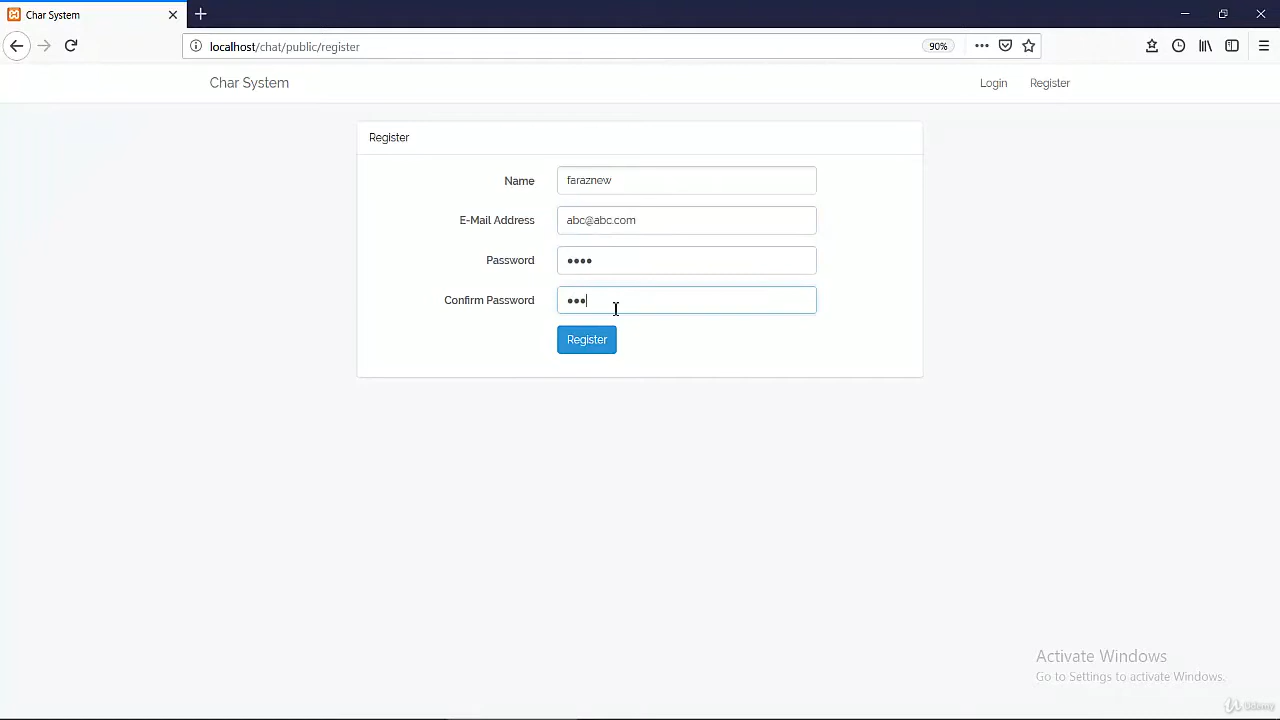 Char System
localhost/chat/public/register
90%
Char System
Login
Register
Register
Name
faraznew
E-Mail Address
abc@abc.com
Password
••••
Confirm Password
•••
Register
Activate Windows
Go to Settings to activate Windows.
Udemy